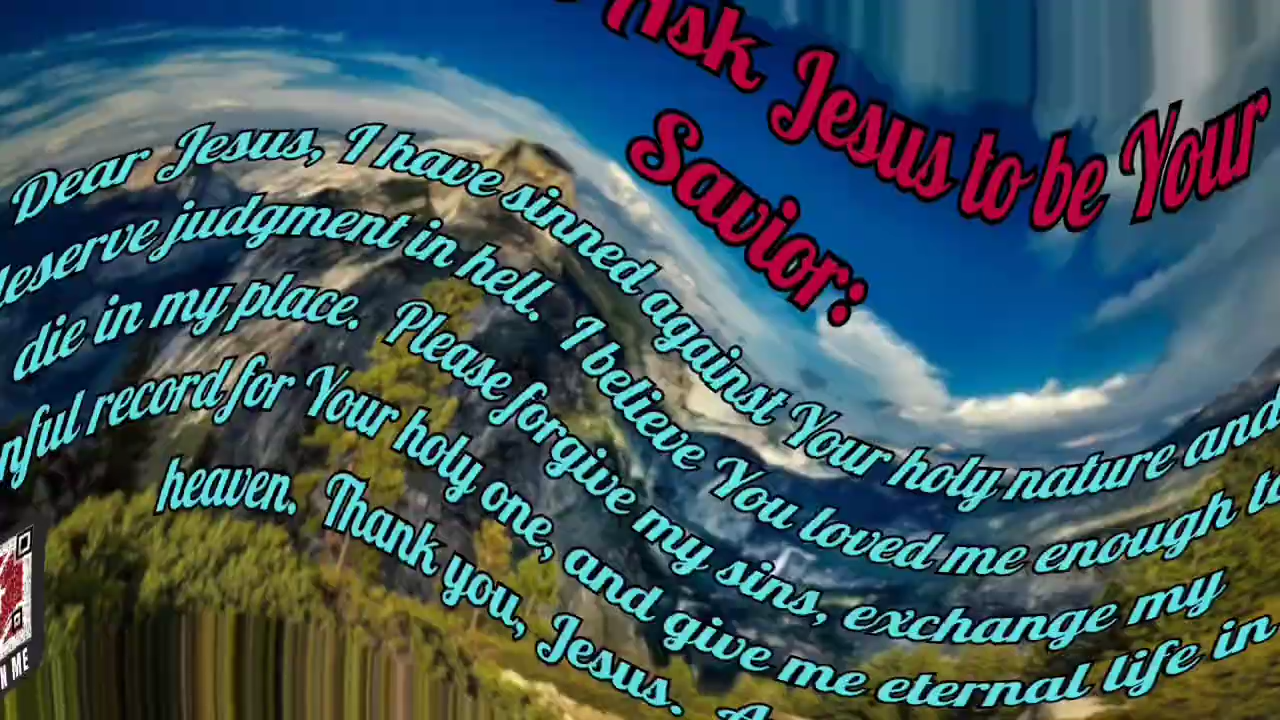 Ask Jesus to be Your
Savior:
Dear Jesus, I have sinned against Your holy nature and
deserve judgment in hell. I believe You loved me enough
die in my place. Please forgive my sins, exchange my
record for Your holy one, and give me eternal life in
heaven. Thank you, Jesus.
ME